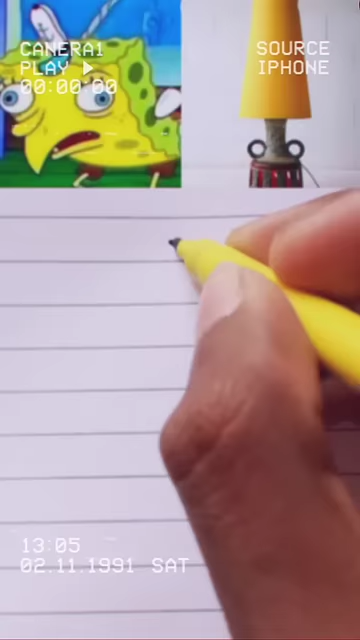 CAMERA1
PLAY ▶
00:00:00
SOURCE
IPHONE
13:05
02.11.1991 SAT